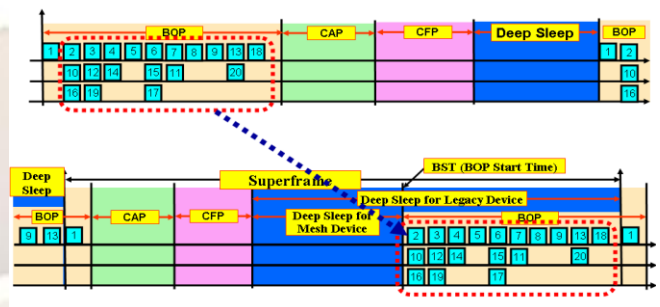 BOP CAP CFP Deep Sleep BOP
1 2 3 4 5 6 7 8 9 13 18 1 2
10 12 14 15 11 20 10
16 19 17 16
BST (BOP Start Time)
Deep Sleep
Superframe
Deep Sleep for Legacy Device
BOP CAP CFP Deep Sleep for Mesh Device BOP
9 13 1 2 3 4 5 6 7 8 9 13 18 1
10 12 14 15 11 20
16 19 17